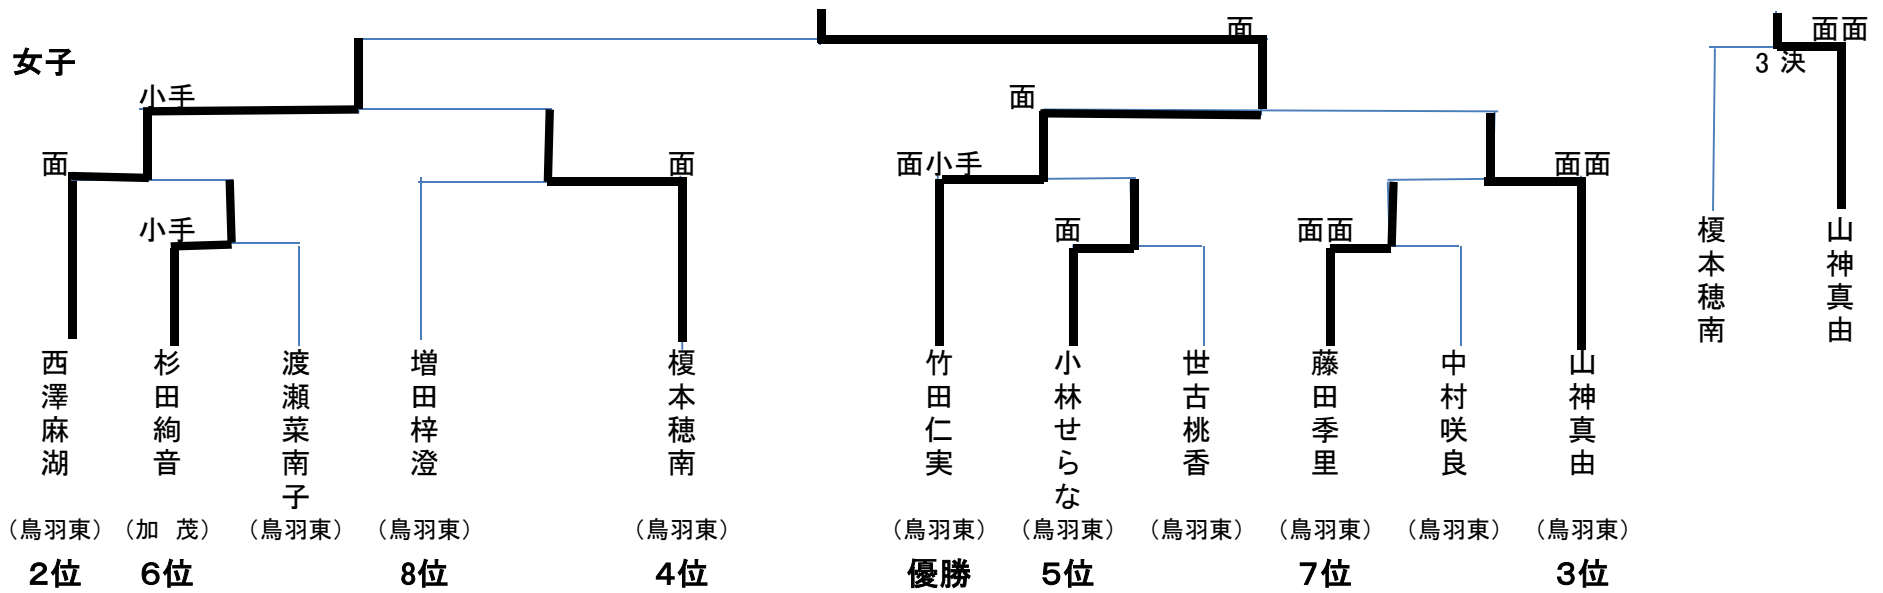 女子
面
面面
3 決
小手
面
面
面
面小手
面面
小手
面
面面
榎本穂南
山神真由
西澤麻湖
杉田絢音
渡瀬菜南子
増田梓澄
榎本穂南
竹田仁実
小林せらな
世古桃香
藤田季里
中村咲良
山神真由
（鳥羽東）（加　茂）（鳥羽東）（鳥羽東）（鳥羽東）（鳥羽東）（鳥羽東）（鳥羽東）（鳥羽東）（鳥羽東）（鳥羽東）
２位 ６位 8位 ４位 優勝 ５位 ７位 ３位